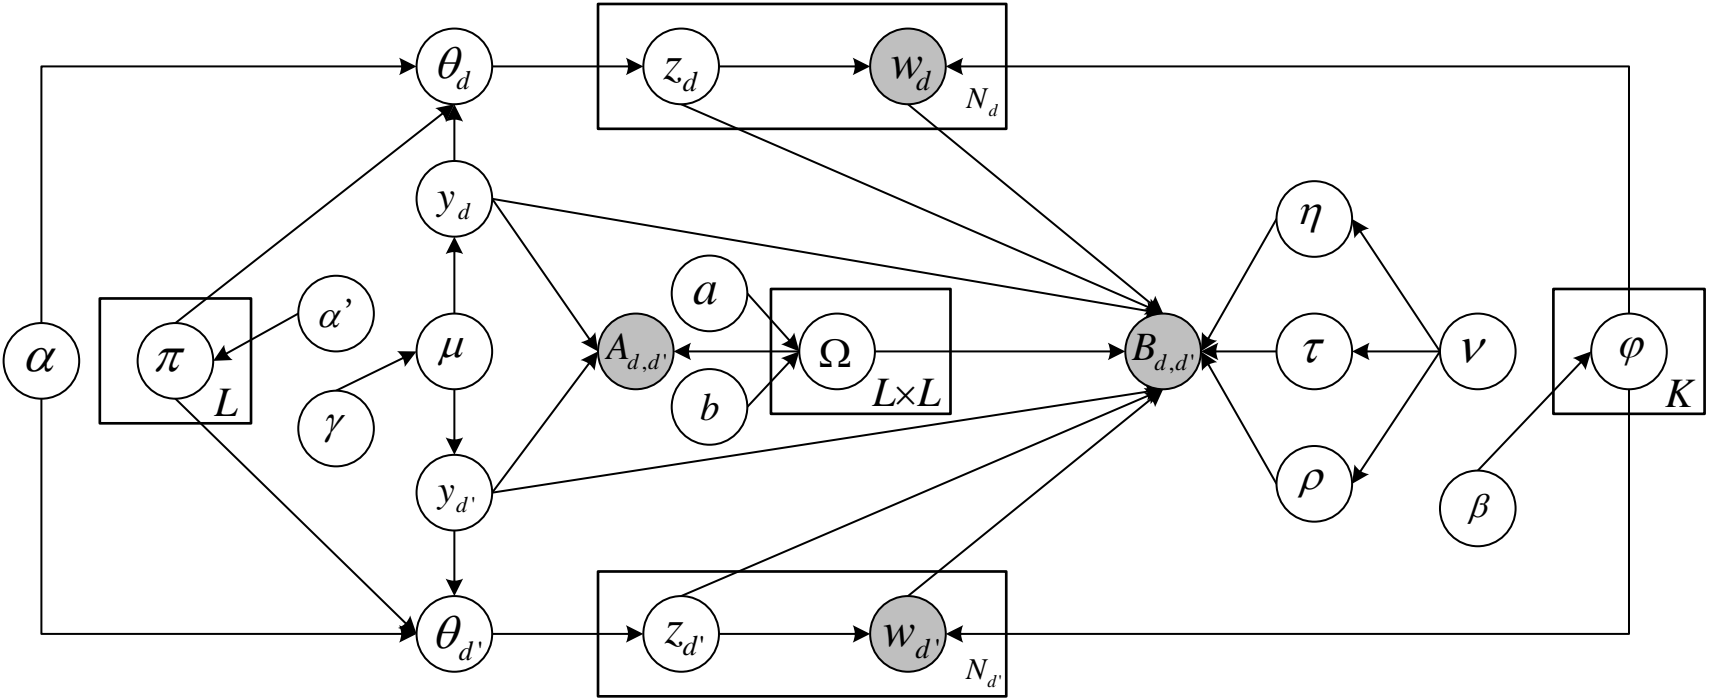 θ_d
z_d
w_d
N_d
y_d
η
a
α'
α
π
L
μ
A_{d,d'}
Ω
L×L
B_{d,d'}
τ
ν
φ
K
b
γ
y_{d'}
ρ
β
θ_{d'}
z_{d'}
w_{d'}
N_{d'}